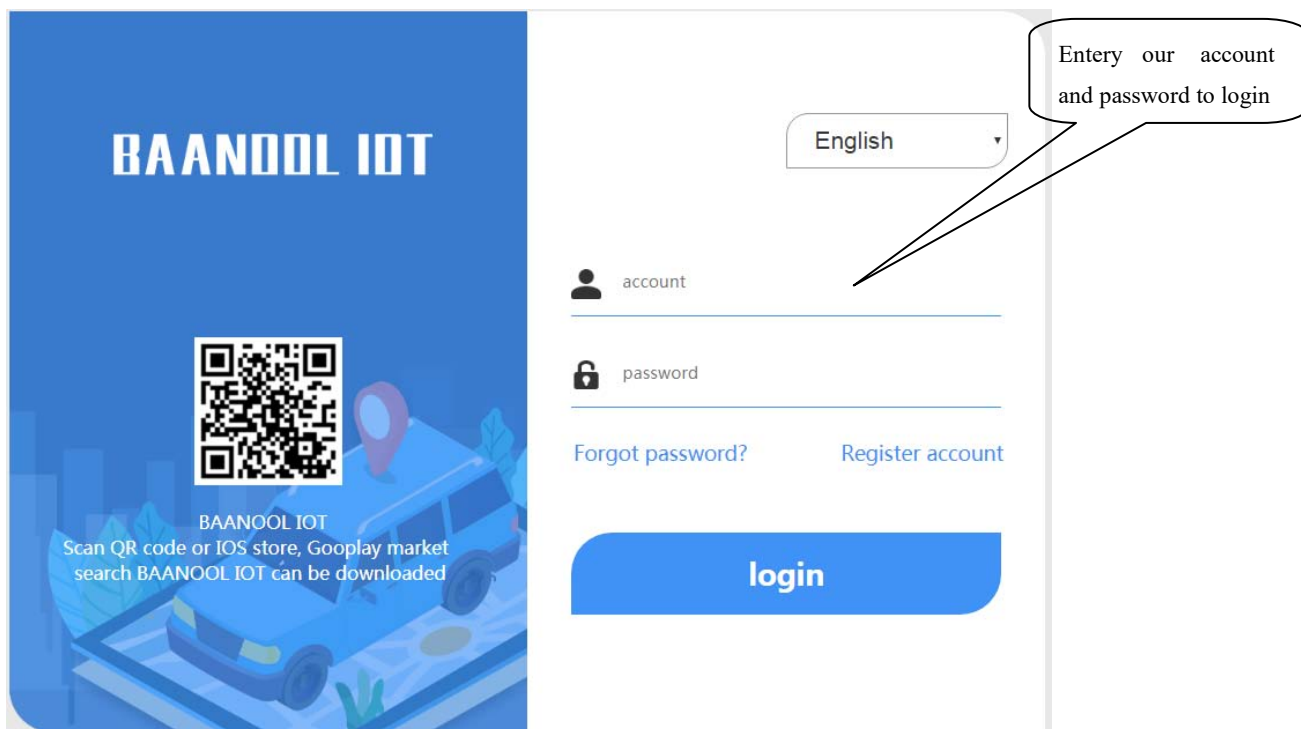 BAANOOL IOT
BAANOOL IOT
Scan QR code or IOS store, Gooplay market
search BAANOOL IOT can be downloaded
English
account
password
Forgot password?
Register account
login
Entery our account
and password to login